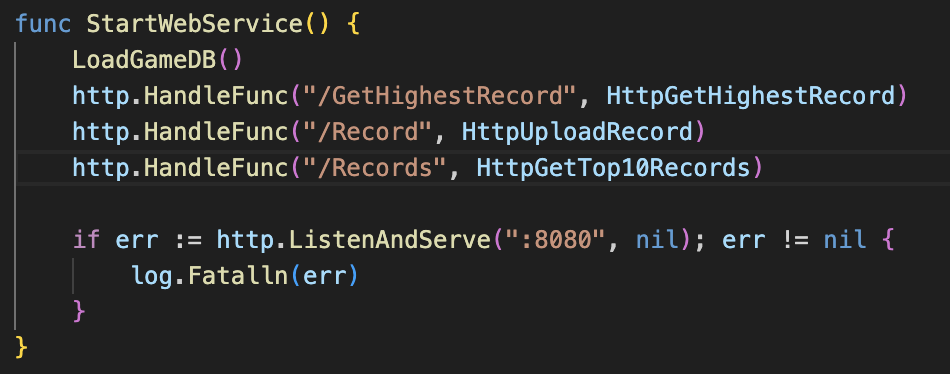 func StartWebService() {
    LoadGameDB()
    http.HandleFunc("/GetHighestRecord", HttpGetHighestRecord)
    http.HandleFunc("/Record", HttpUploadRecord)
    http.HandleFunc("/Records", HttpGetTop10Records)
    if err := http.ListenAndServe(":8080", nil); err != nil {
        log.Fatalln(err)
    }
}